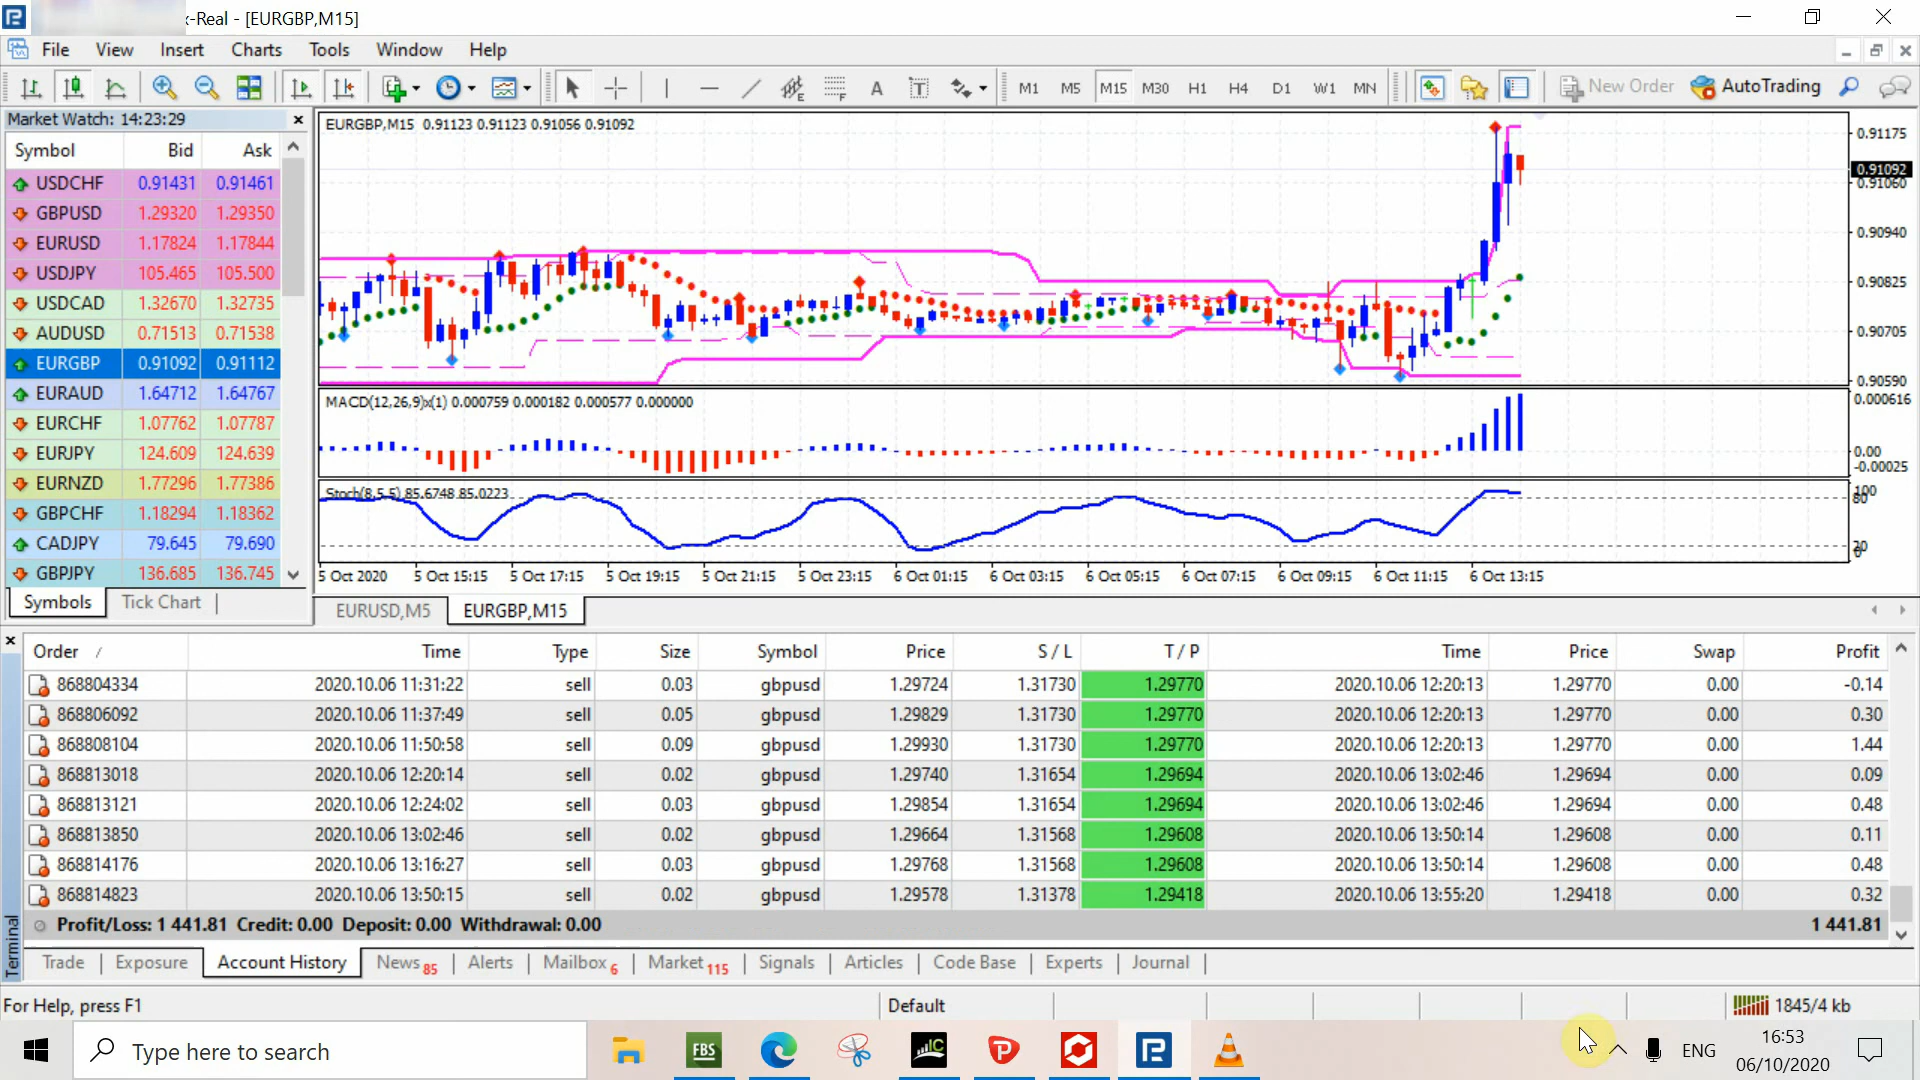 x-Real - [EURGBP,M15]
File View Insert Charts Tools Window Help
A T M1 M5 M15 M30 H1 H4 D1 W1 MN New Order AutoTrading
Market Watch: 14:23:29
Symbol Bid Ask
USDCHF 0.91431 0.91461
GBPUSD 1.29320 1.29350
EURUSD 1.17824 1.17844
USDJPY 105.465 105.500
USDCAD 1.32670 1.32735
AUDUSD 0.71513 0.71538
EURGBP 0.91092 0.91112
EURAUD 1.64712 1.64767
EURCHF 1.07762 1.07787
EURJPY 124.609 124.639
EURNZD 1.77296 1.77386
GBPCHF 1.18294 1.18362
CADJPY 79.645 79.690
GBPJPY 136.685 136.745
Symbols Tick Chart
EURGBP,M15 0.91123 0.91123 0.91056 0.91092
0.91175
0.91092
0.91060
0.90940
0.90825
0.90705
0.90590
MACD(12,26,9)x(1) 0.000759 0.000182 0.000577 0.000000
0.000616
0.00
-0.00025
Stoch(8,5,5) 85.6748 85.0223
100
80
20
0
5 Oct 2020 5 Oct 15:15 5 Oct 17:15 5 Oct 19:15 5 Oct 21:15 5 Oct 23:15 6 Oct 01:15 6 Oct 03:15 6 Oct 05:15 6 Oct 07:15 6 Oct 09:15 6 Oct 11:15 6 Oct 13:15
EURUSD,M5 EURGBP,M15
Order / Time Type Size Symbol Price S / L T / P Time Price Swap Profit
868804334 2020.10.06 11:31:22 sell 0.03 gbpusd 1.29724 1.31730 1.29770 2020.10.06 12:20:13 1.29770 0.00 -0.14
868806092 2020.10.06 11:37:49 sell 0.05 gbpusd 1.29829 1.31730 1.29770 2020.10.06 12:20:13 1.29770 0.00 0.30
868808104 2020.10.06 11:50:58 sell 0.09 gbpusd 1.29930 1.31730 1.29770 2020.10.06 12:20:13 1.29770 0.00 1.44
868813018 2020.10.06 12:20:14 sell 0.02 gbpusd 1.29740 1.31654 1.29694 2020.10.06 13:02:46 1.29694 0.00 0.09
868813121 2020.10.06 12:24:02 sell 0.03 gbpusd 1.29854 1.31654 1.29694 2020.10.06 13:02:46 1.29694 0.00 0.48
868813850 2020.10.06 13:02:46 sell 0.02 gbpusd 1.29664 1.31568 1.29608 2020.10.06 13:50:14 1.29608 0.00 0.11
868814176 2020.10.06 13:16:27 sell 0.03 gbpusd 1.29768 1.31568 1.29608 2020.10.06 13:50:14 1.29608 0.00 0.48
868814823 2020.10.06 13:50:15 sell 0.02 gbpusd 1.29578 1.31378 1.29418 2020.10.06 13:55:20 1.29418 0.00 0.32
Profit/Loss: 1 441.81 Credit: 0.00 Deposit: 0.00 Withdrawal: 0.00 1 441.81
Terminal
Trade Exposure Account History News 85 Alerts Mailbox 6 Market 115 Signals Articles Code Base Experts Journal
For Help, press F1 Default 1845/4 kb
Type here to search FBS IC ENG 16:53
06/10/2020